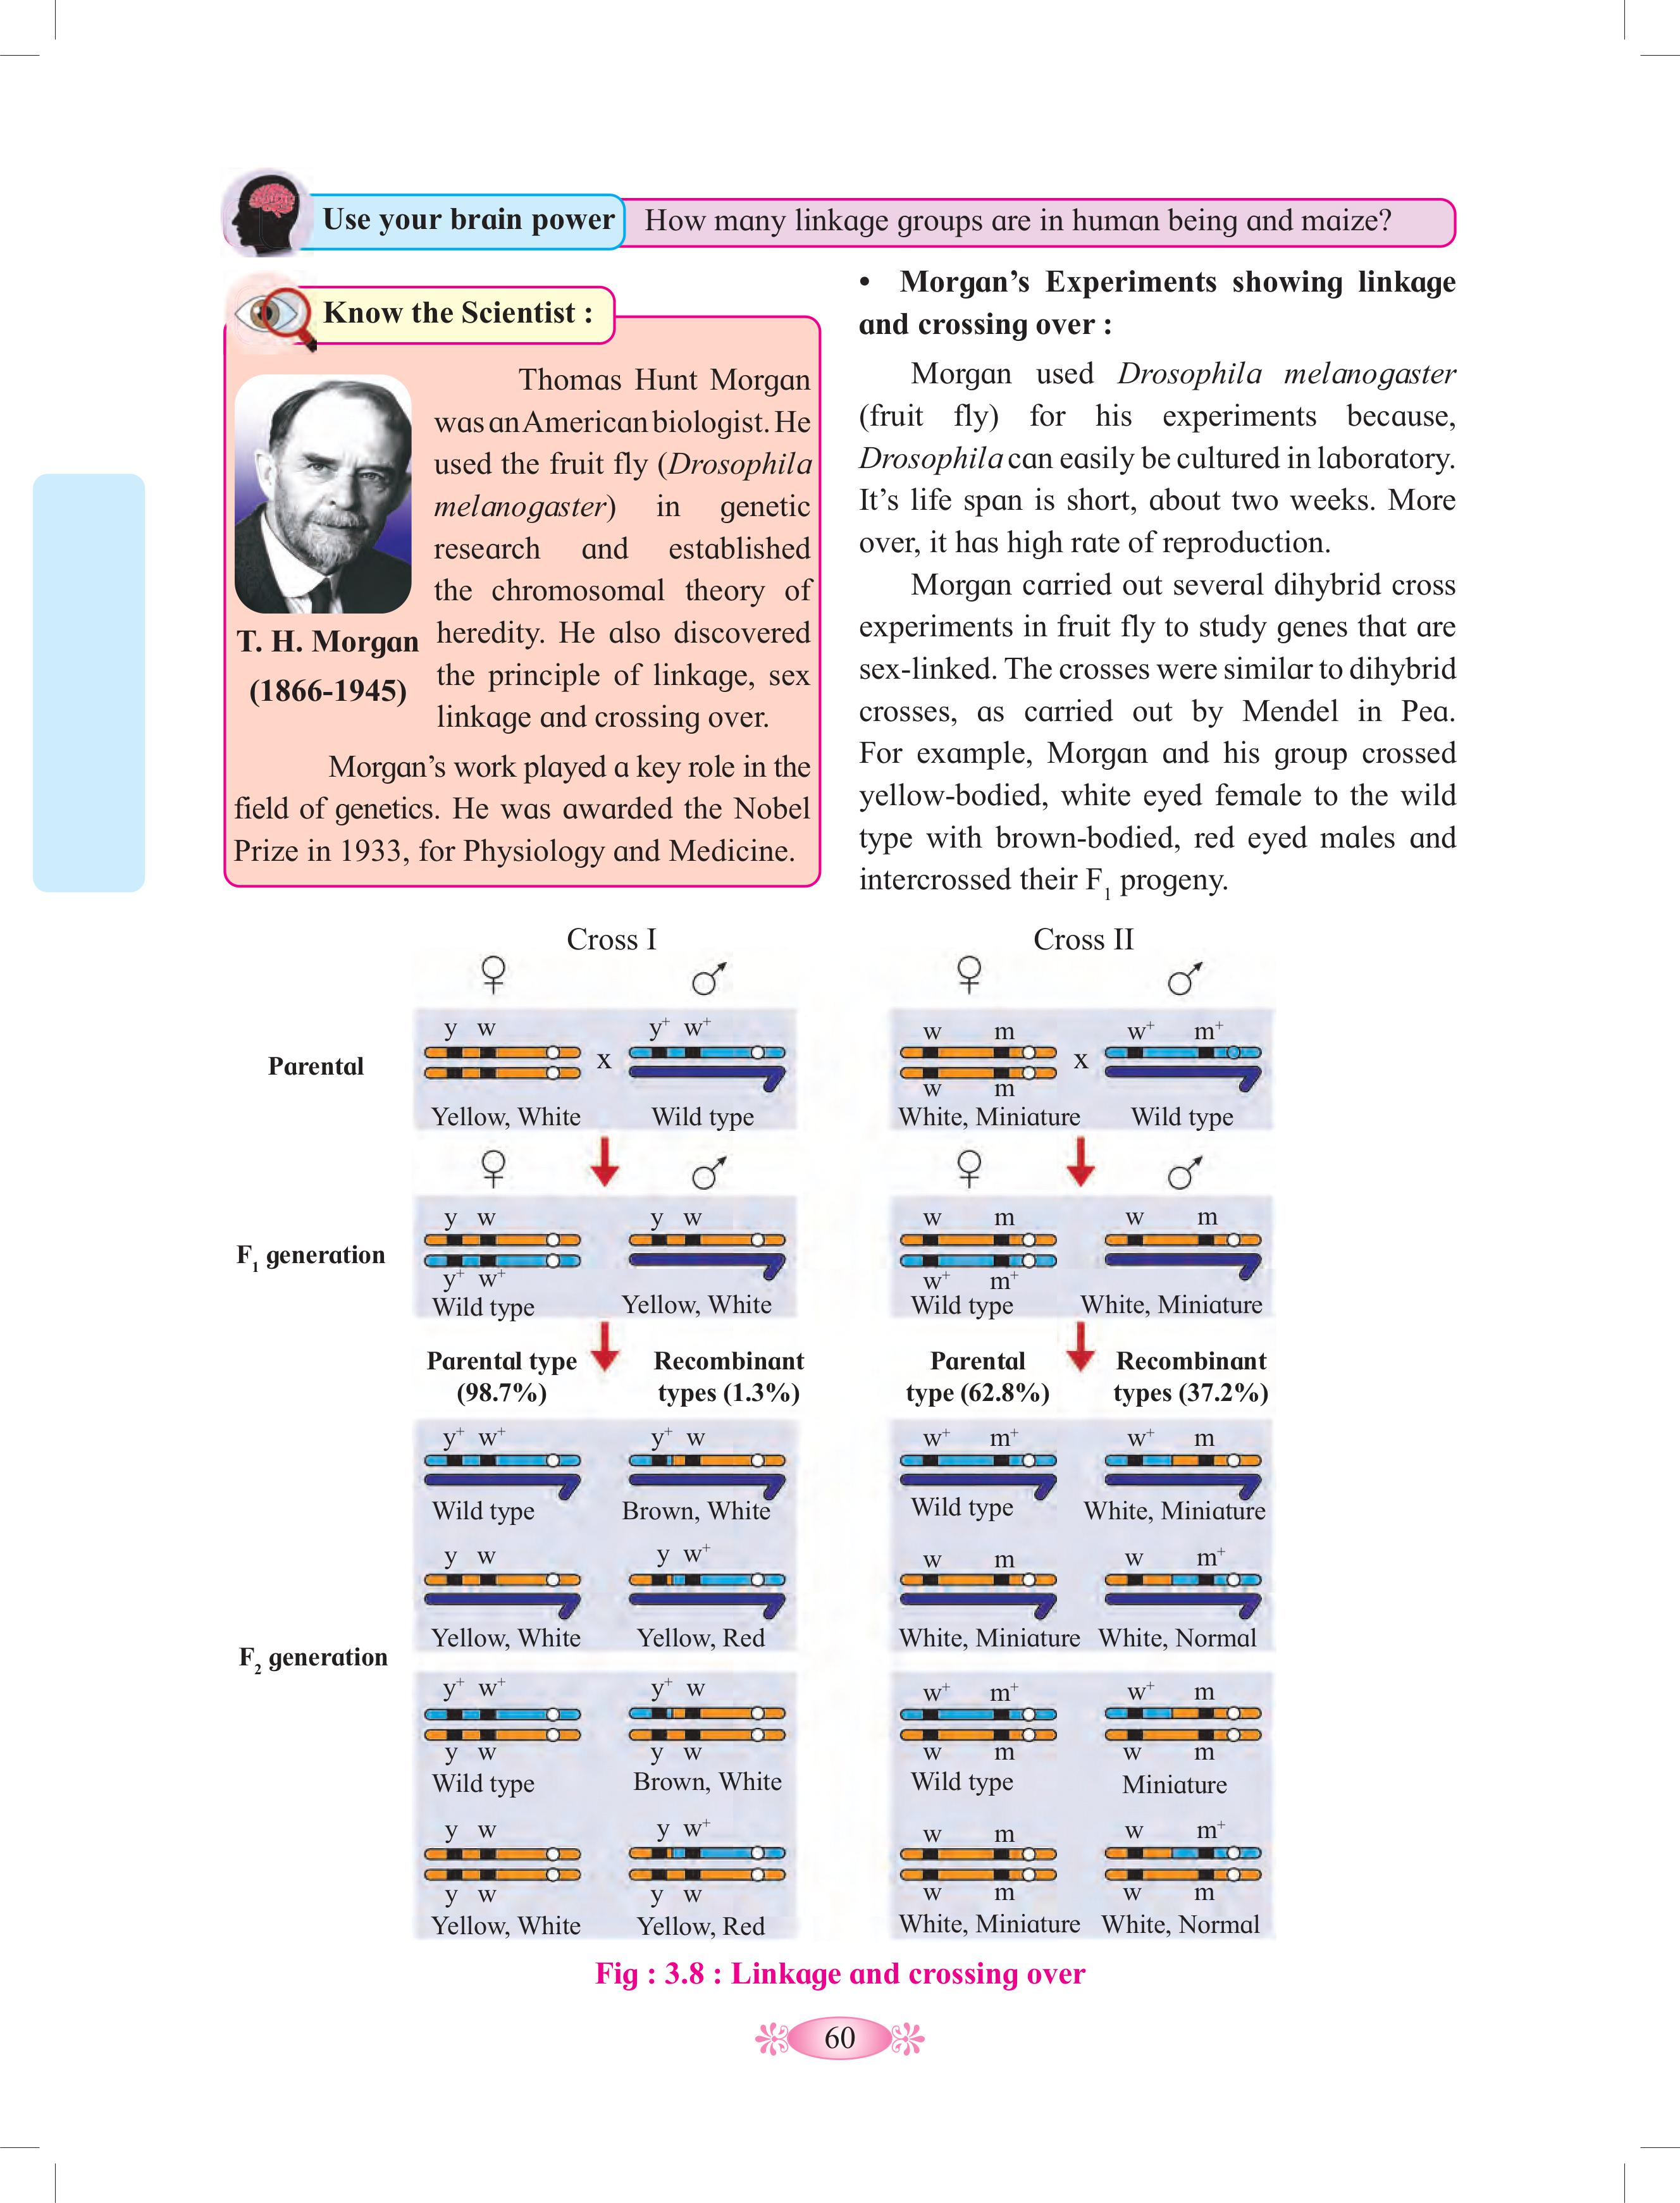 Use your brain power
How many linkage groups are in human being and maize?
Know the Scientist :
Thomas Hunt Morgan
was an American biologist. He
used the fruit fly (Drosophila
melanogaster) in genetic
research and established
the chromosomal theory of
heredity. He also discovered
the principle of linkage, sex
linkage and crossing over.
T. H. Morgan
(1866-1945)
Morgan's work played a key role in the
field of genetics. He was awarded the Nobel
Prize in 1933, for Physiology and Medicine.
• Morgan's Experiments showing linkage
and crossing over :
Morgan used Drosophila melanogaster
(fruit fly) for his experiments because,
Drosophila can easily be cultured in laboratory.
It's life span is short, about two weeks. More
over, it has high rate of reproduction.
Morgan carried out several dihybrid cross
experiments in fruit fly to study genes that are
sex-linked. The crosses were similar to dihybrid
crosses, as carried out by Mendel in Pea.
For example, Morgan and his group crossed
yellow-bodied, white eyed female to the wild
type with brown-bodied, red eyed males and
intercrossed their F₁ progeny.
Cross I Cross II
♀ ♂ ♀ ♂
y w y⁺ w⁺ w m w⁺ m⁺
Parental x x
w m
Yellow, White Wild type White, Miniature Wild type
♀ ♂ ♀ ♂
y w y w w m w m
F₁ generation
y⁺ w⁺ w⁺ m⁺
Wild type Yellow, White Wild type White, Miniature
Parental type Recombinant Parental Recombinant
(98.7%) types (1.3%) type (62.8%) types (37.2%)
y⁺ w⁺ y⁺ w w⁺ m⁺ w⁺ m
Wild type Brown, White Wild type White, Miniature
y w y w⁺ w m w m⁺
Yellow, White Yellow, Red White, Miniature White, Normal
F₂ generation
y⁺ w⁺ y⁺ w w⁺ m⁺ w⁺ m
y w y w w m w m
Wild type Brown, White Wild type Miniature
y w y w⁺ w m w m⁺
y w y w w m w m
Yellow, White Yellow, Red White, Miniature White, Normal
Fig : 3.8 : Linkage and crossing over
60